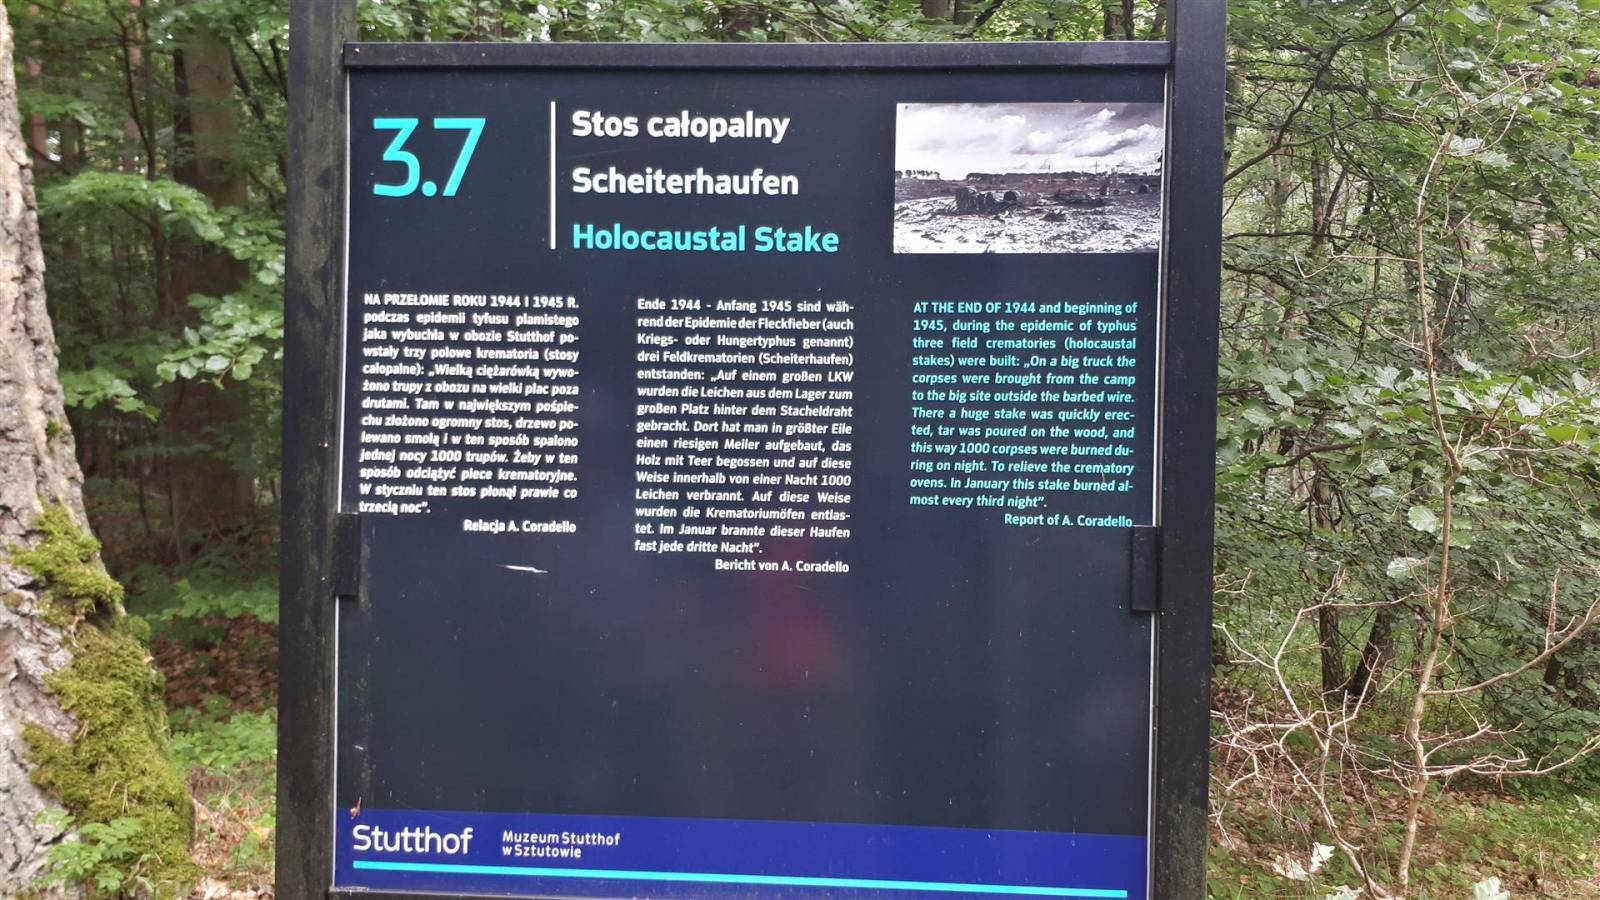 3.7
Stos całopalny
Scheiterhaufen
Holocaustal Stake
NA PRZEŁOMIE ROKU 1944 I 1945 R.
podczas epidemii tyfusu plamistego
jaka wybuchła w obozie Stutthof po-
wstały trzy polowe krematoria (stosy
całopalne): „Wielką ciężarówką wywo-
żono trupy z obozu na wielki plac poza
drutami. Tam w największym pośpie-
chu złożono ogromny stos, drzewo po-
lewano smołą i w ten sposób spalono
jednej nocy 1000 trupów. Żeby w ten
sposób odciążyć piece krematoryjne.
W styczniu ten stos płonął prawie co
trzecią noc”.
Relacja A. Coradello
Ende 1944 - Anfang 1945 sind wäh-
rend der Epidemie der Fleckfieber (auch
Kriegs- oder Hungertyphus genannt)
drei Feldkrematorien (Scheiterhaufen)
entstanden: „Auf einem großen LKW
wurden die Leichen aus dem Lager zum
großen Platz hinter dem Stacheldraht
gebracht. Dort hat man in größter Eile
einen riesigen Meiler aufgebaut, das
Holz mit Teer begossen und auf diese
Weise innerhalb von einer Nacht 1000
Leichen verbrannt. Auf diese Weise
wurden die Krematoriumöfen entlas-
tet. Im Januar brannte dieser Haufen
fast jede dritte Nacht”.
Bericht von A. Coradello
AT THE END OF 1944 and beginning of
1945, during the epidemic of typhus
three field crematories (holocaustal
stakes) were built: „On a big truck the
corpses were brought from the camp
to the big site outside the barbed wire.
There a huge stake was quickly erec-
ted, tar was poured on the wood, and
this way 1000 corpses were burned du-
ring on night. To relieve the crematory
ovens. In January this stake burned al-
most every third night”.
Report of A. Coradello
Stutthof
Muzeum Stutthof
w Sztutowie